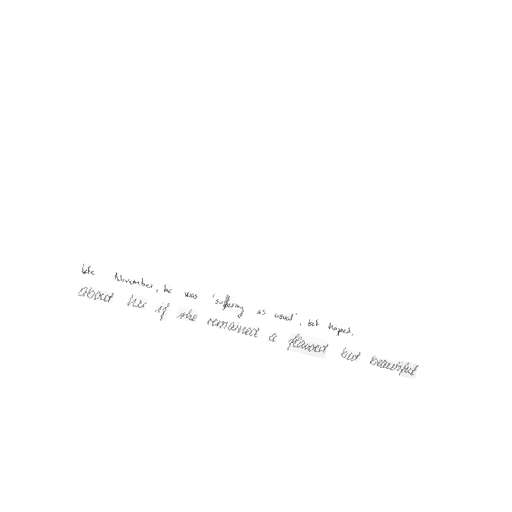 late November, he was 'suffering as usual', but hoped,
about her if she remained a flawed but beautiful